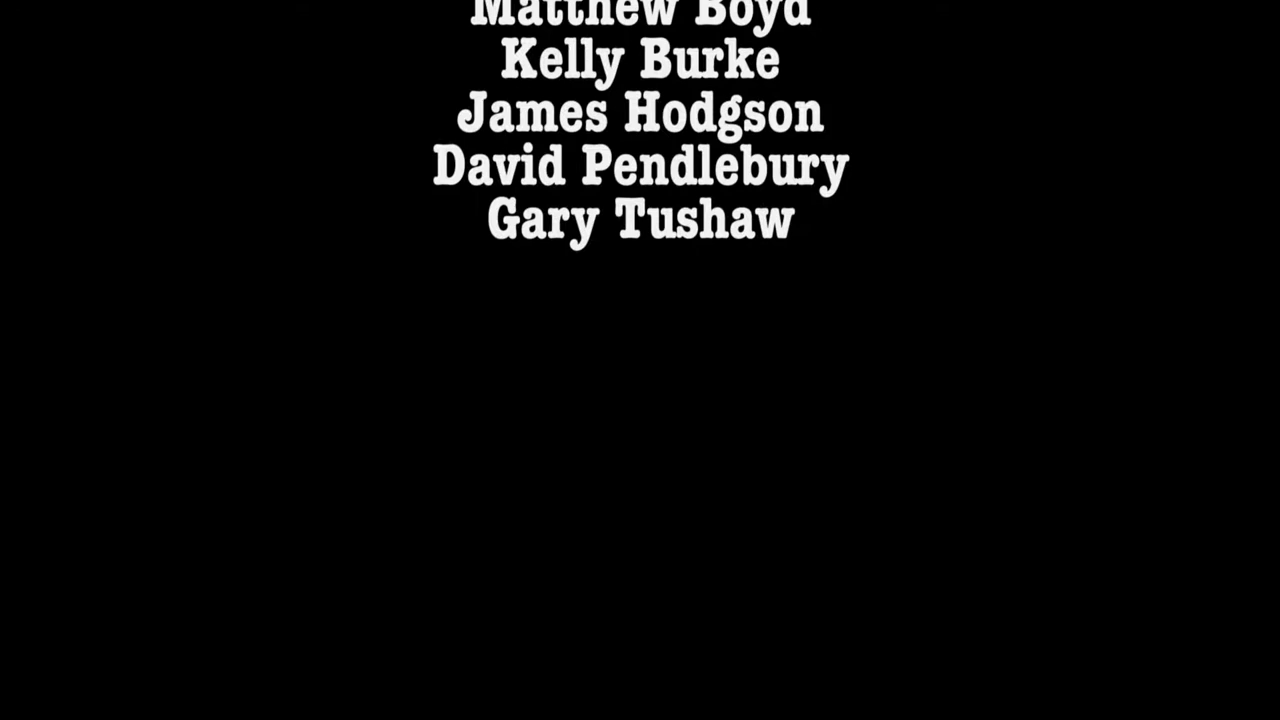 Matthew Boyd
Kelly Burke
James Hodgson
David Pendlebury
Gary Tushaw